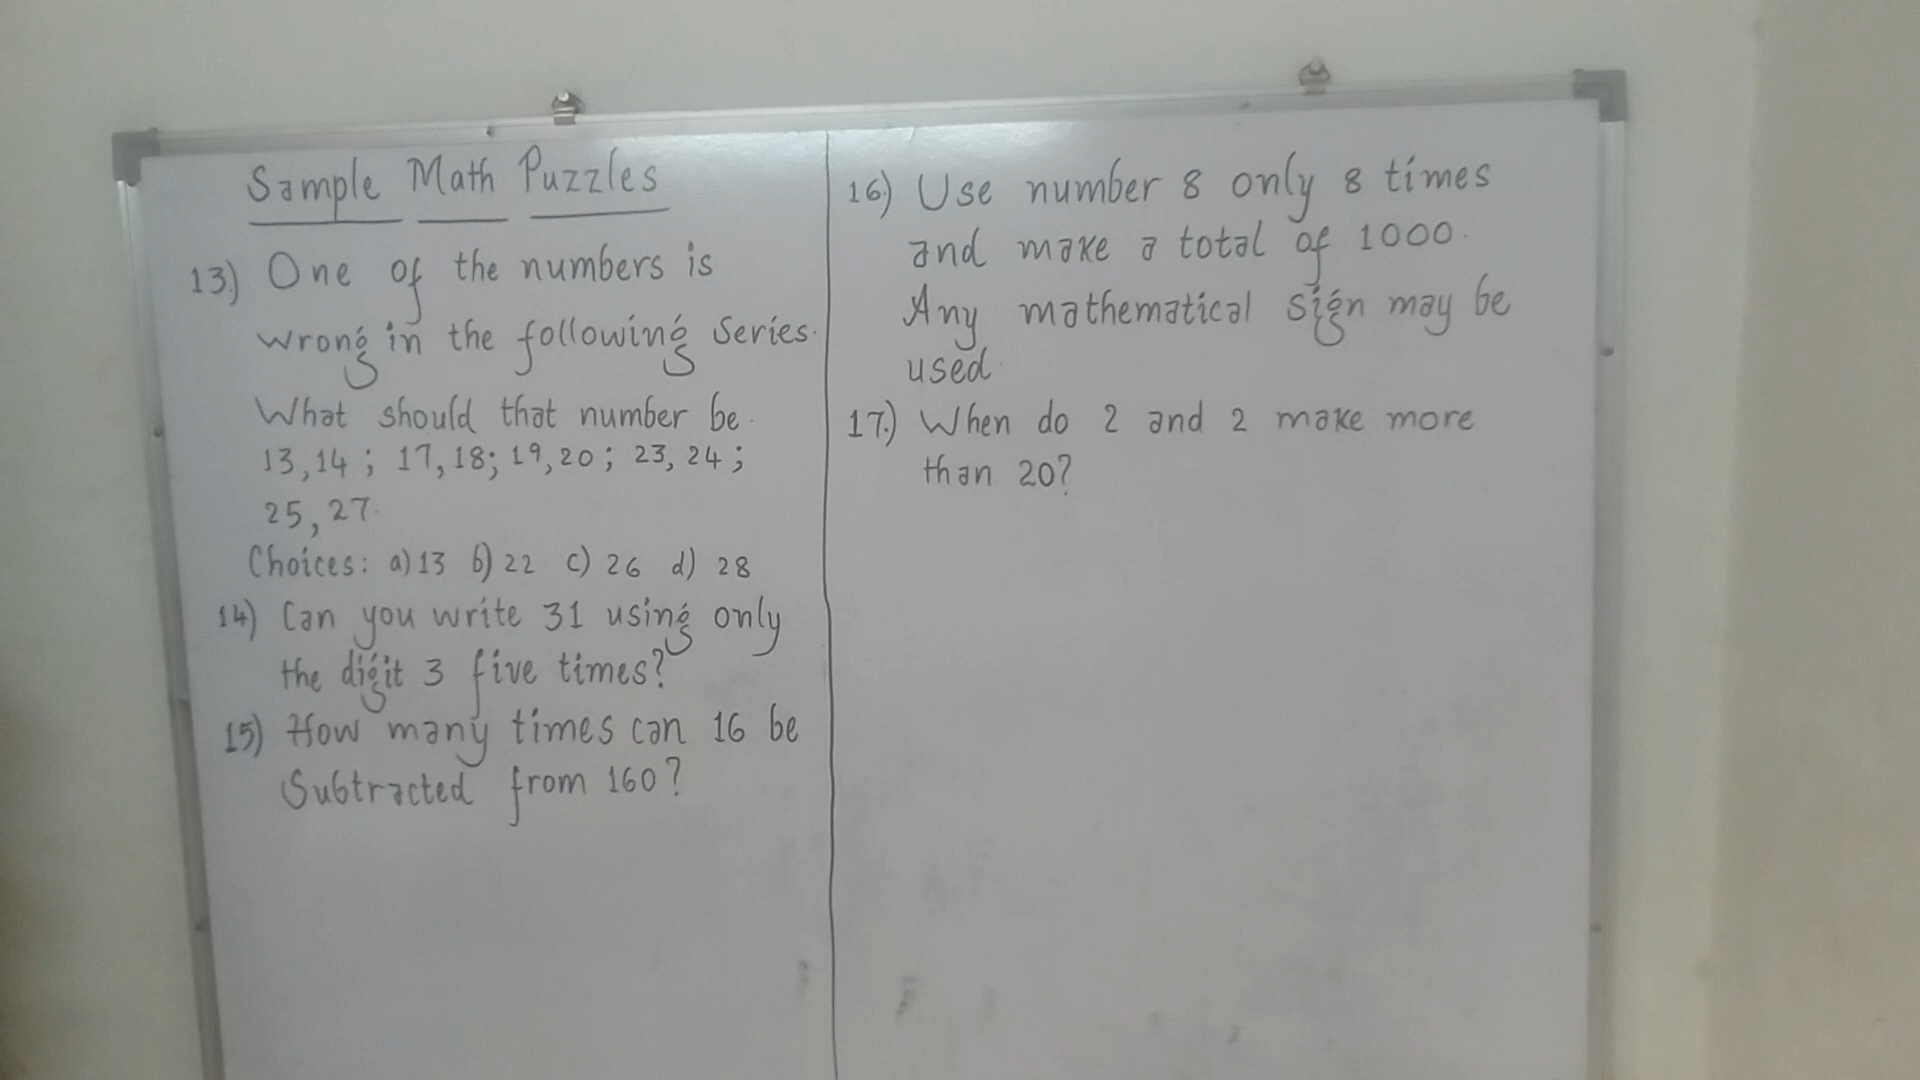 Sample Math Puzzles
13.) One of the numbers is
wrong in the following series.
What should that number be.
13, 14 ; 17, 18; 19, 20 ; 23, 24 ;
25, 27.
Choices: a) 13 b) 22 c) 26 d) 28
14) Can you write 31 using only
the digit 3 five times?
15) How many times can 16 be
Subtracted from 160?
16.) Use number 8 only 8 times
and make a total of 1000.
Any mathematical sign may be
used.
17.) When do 2 and 2 make more
than 20?